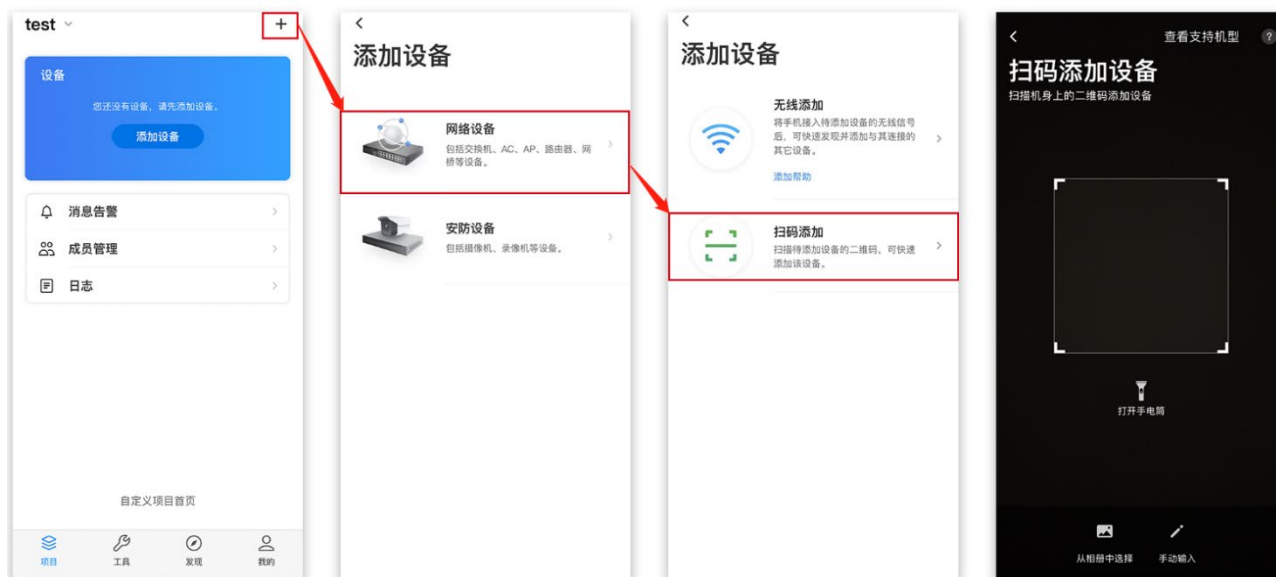 test
设备
您还没有设备，请先添加设备。
添加设备
消息告警
成员管理
日志
自定义项目首页
项目
工具
发现
我的
添加设备
网络设备
包括交换机、AC、AP、路由器、网
桥等设备。
安防设备
包括摄像机、录像机等设备。
添加设备
无线添加
将手机接入待添加设备的无线信号
后，可快速发现并添加与其连接的
其它设备。
添加帮助
扫码添加
扫描待添加设备的二维码，可快速
添加该设备。
查看支持机型 ?
扫码添加设备
扫描机身上的二维码添加设备
打开手电筒
从相册中选择
手动输入